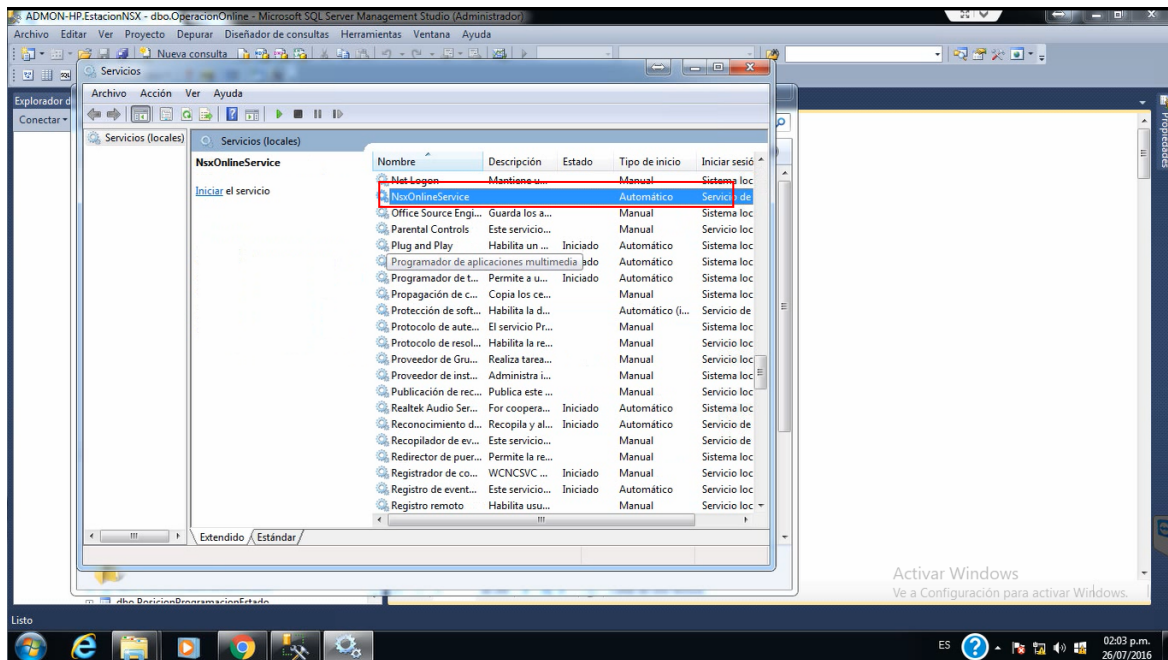 ADMON-HP.EstacionNSX - dbo.OperacionOnline - Microsoft SQL Server Management Studio (Administrador)
Archivo Editar Ver Proyecto Depurar Diseñador de consultas Herramientas Ventana Ayuda
Nueva consulta
Servicios
Archivo Acción Ver Ayuda
Explorador d
Conectar
Propiedades
Servicios (locales)
Servicios (locales)
NsxOnlineService
Iniciar el servicio
Nombre Descripción Estado Tipo de inicio Iniciar sesió
Net Logon Mantiene u... Manual Sistema loc
NsxOnlineService Automático Servicio de
Office Source Engi... Guarda los a... Manual Sistema loc
Parental Controls Este servicio... Manual Servicio loc
Plug and Play Habilita un ... Iniciado Automático Sistema loc
Programador de aplicaciones multimedia ado Automático Sistema loc
Programador de t... Permite a u... Iniciado Automático Sistema loc
Propagación de c... Copia los ce... Manual Sistema loc
Protección de soft... Habilita la d... Automático (i... Servicio de
Protocolo de aute... El servicio Pr... Manual Sistema loc
Protocolo de resol... Habilita la re... Manual Servicio loc
Proveedor de Gru... Realiza tarea... Manual Servicio loc
Proveedor de inst... Administra i... Manual Sistema loc
Publicación de rec... Publica este ... Manual Servicio loc
Realtek Audio Ser... For coopera... Iniciado Automático Sistema loc
Reconocimiento d... Recopila y al... Iniciado Automático Servicio de
Recopilador de ev... Este servicio... Manual Servicio de
Redirector de puer... Permite la re... Manual Sistema loc
Registrador de co... WCNCSVC ... Iniciado Manual Servicio loc
Registro de event... Este servicio... Iniciado Automático Servicio loc
Registro remoto Habilita usu... Manual Servicio loc
Extendido Estándar
dbo.PosicionProgramacionEstado
Activar Windows
Ve a Configuración para activar Windows.
Listo
ES
02:03 p.m.
26/07/2016